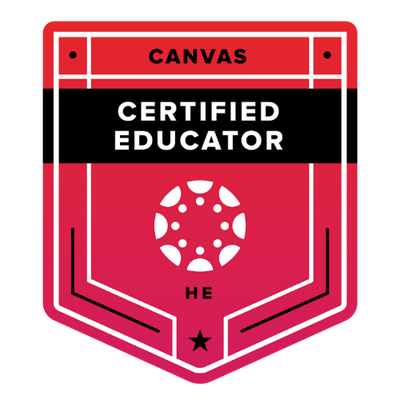 CANVAS
CERTIFIED
EDUCATOR
HE